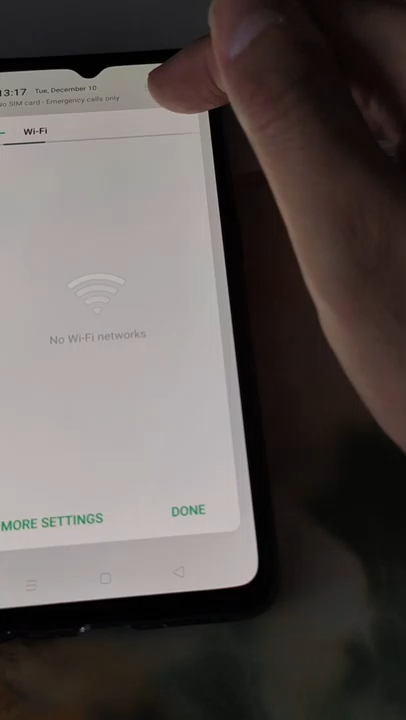 13:17 Tue, December 10
No SIM card - Emergency calls only
Wi-Fi
No Wi-Fi networks
MORE SETTINGS
DONE